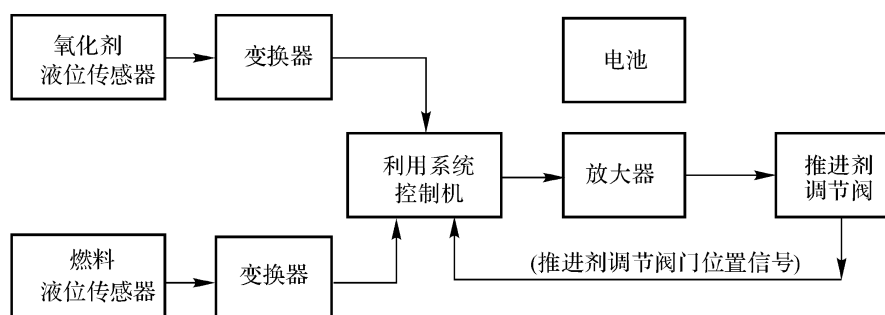 氧化剂
液位传感器
变换器
电池
利用系统
控制机
放大器
推进剂
调节阀
燃料
液位传感器
变换器
(推进剂调节阀门位置信号)